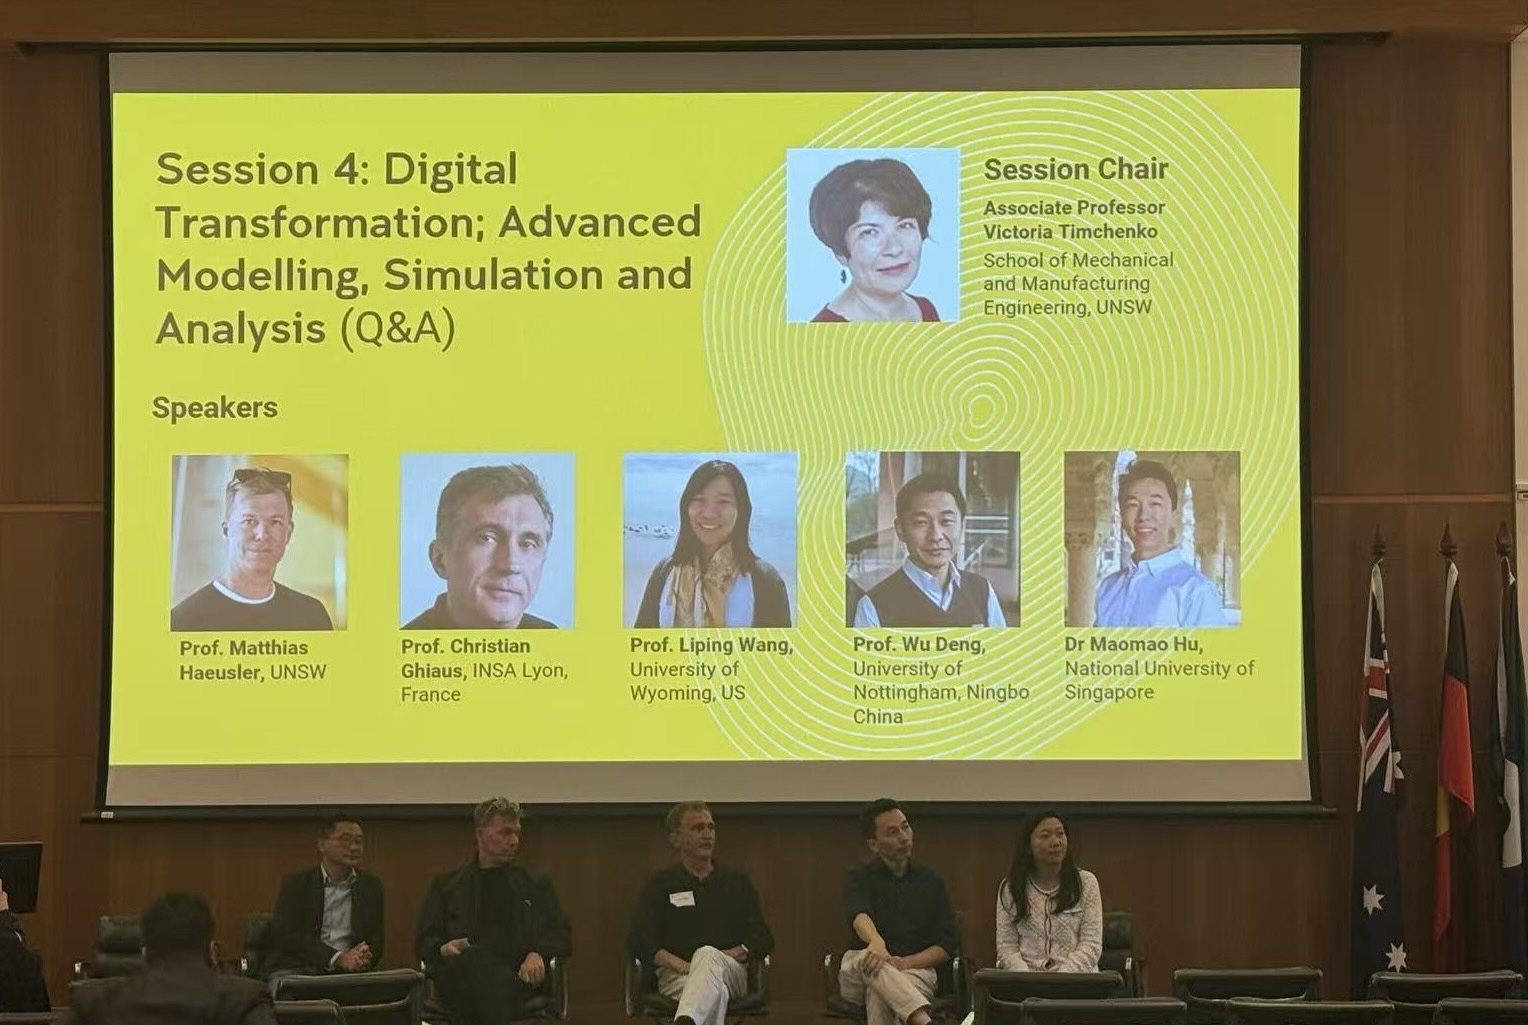 Session 4: Digital
Transformation; Advanced
Modelling, Simulation and
Analysis (Q&A)
Session Chair
Associate Professor
Victoria Timchenko
School of Mechanical
and Manufacturing
Engineering, UNSW
Speakers
Prof. Matthias
Haeusler, UNSW
Prof. Christian
Ghiaus, INSA Lyon,
France
Prof. Liping Wang,
University of
Wyoming, US
Prof. Wu Deng,
University of
Nottingham, Ningbo
China
Dr Maomao Hu,
National University of
Singapore